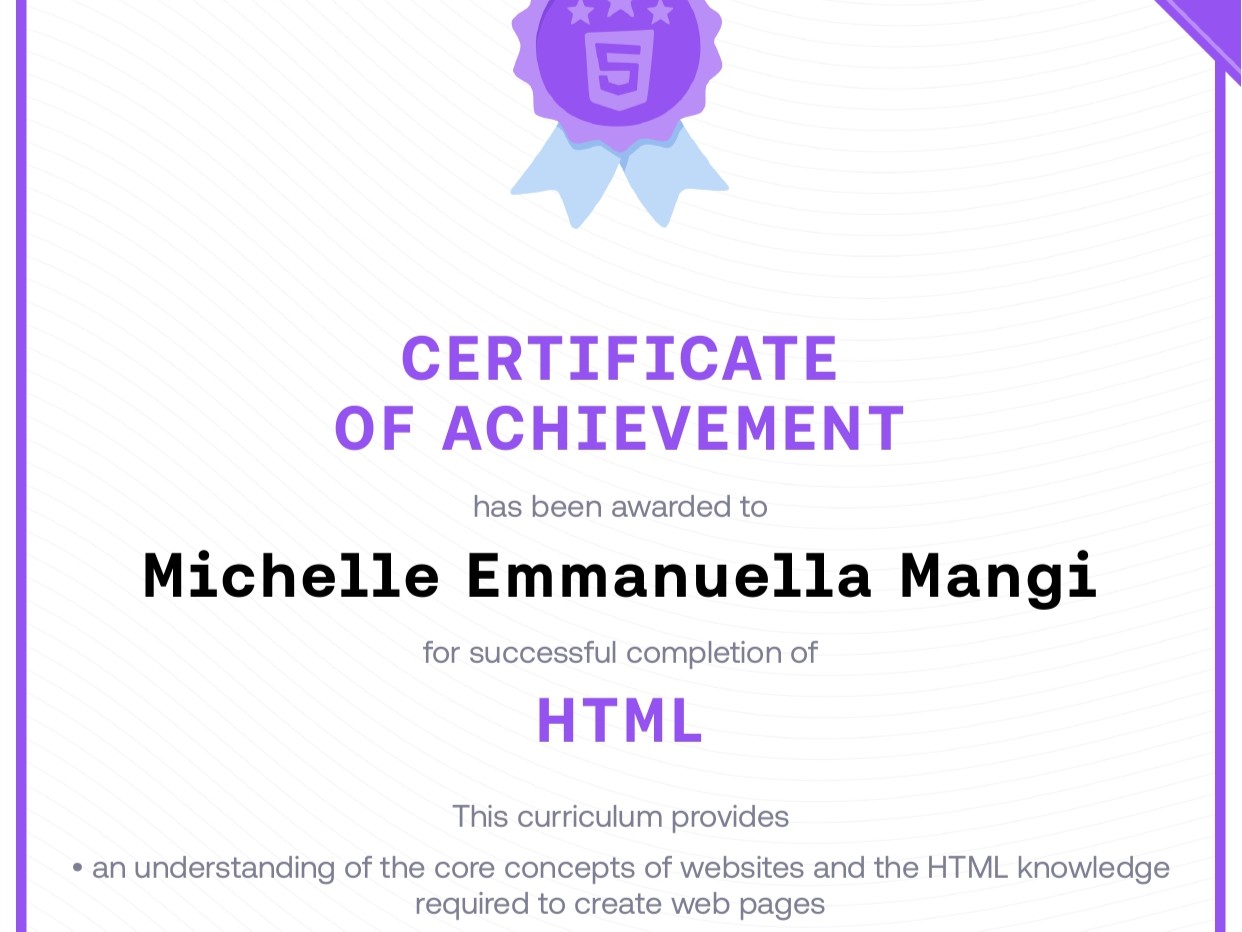 5
CERTIFICATE
OF ACHIEVEMENT
has been awarded to
Michelle Emmanuella Mangi
for successful completion of
HTML
This curriculum provides
• an understanding of the core concepts of websites and the HTML knowledge
required to create web pages